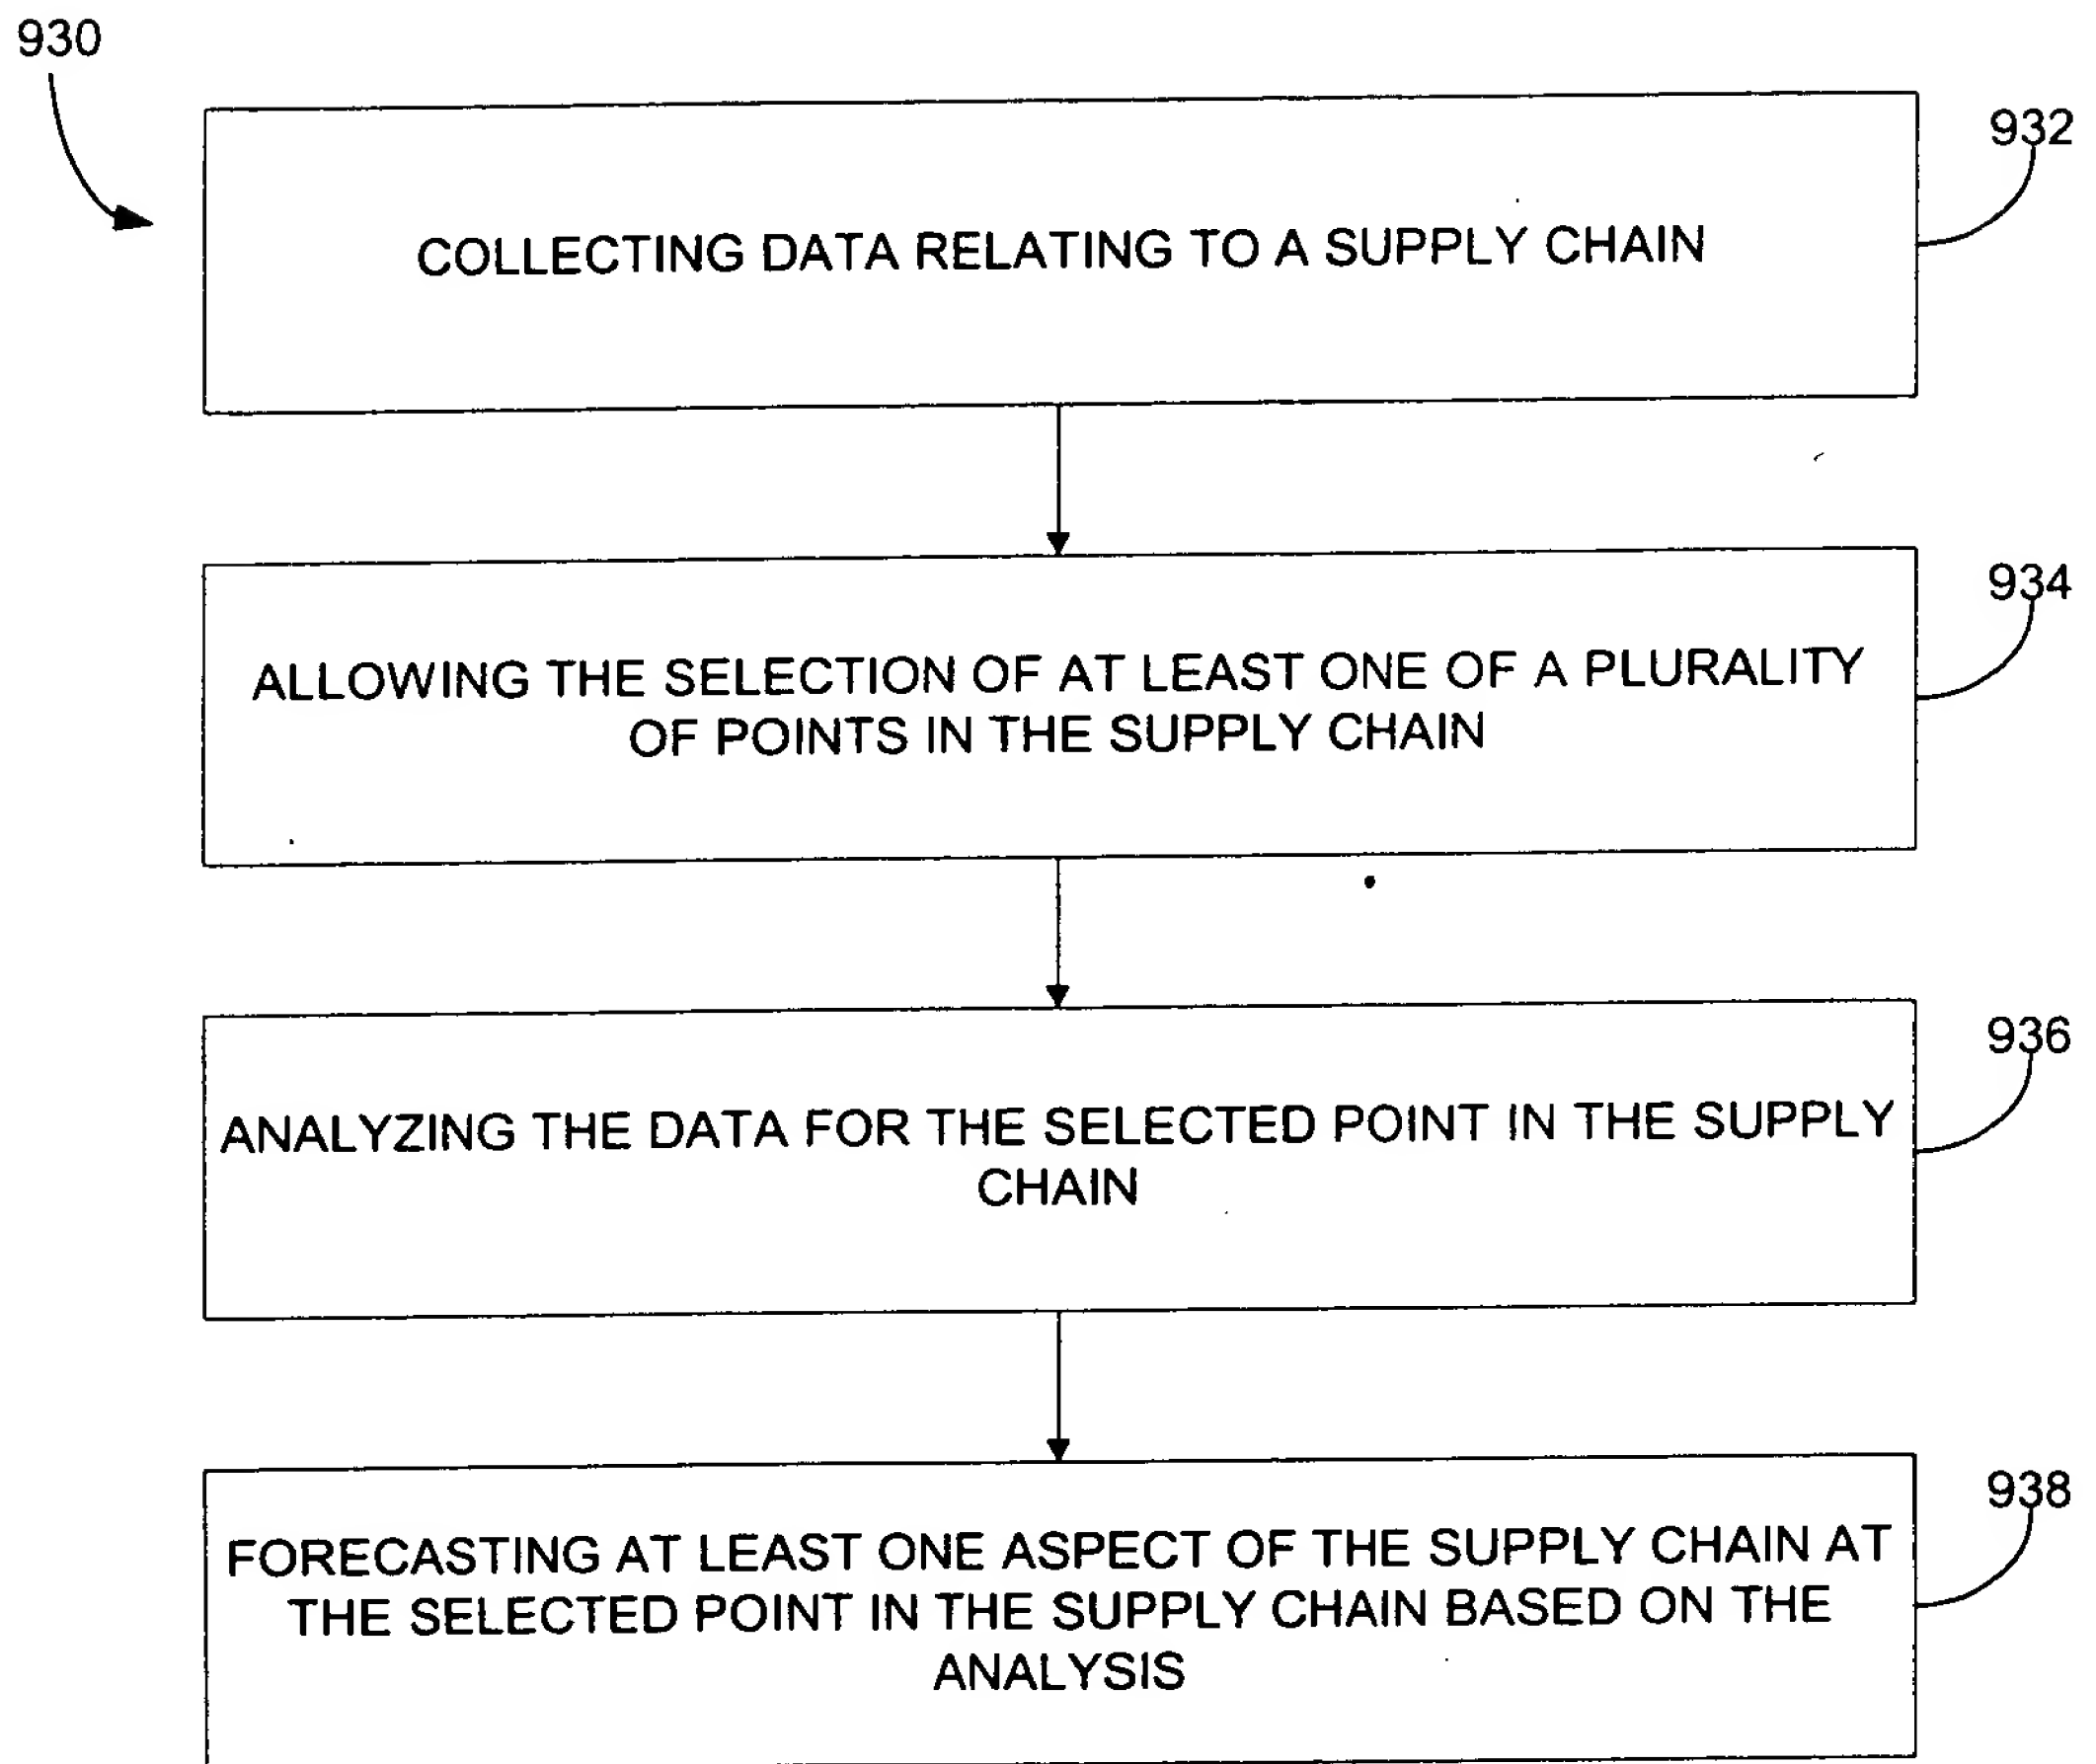 930
932
COLLECTING DATA RELATING TO A SUPPLY CHAIN
934
ALLOWING THE SELECTION OF AT LEAST ONE OF A PLURALITY
OF POINTS IN THE SUPPLY CHAIN
936
ANALYZING THE DATA FOR THE SELECTED POINT IN THE SUPPLY
CHAIN
938
FORECASTING AT LEAST ONE ASPECT OF THE SUPPLY CHAIN AT
THE SELECTED POINT IN THE SUPPLY CHAIN BASED ON THE
ANALYSIS